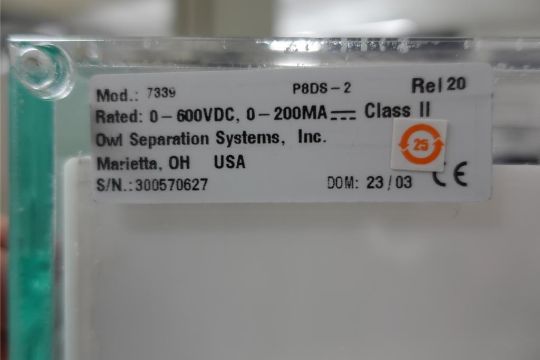 Mod.: 7339 P8DS-2 Rel 20
Rated: 0-600VDC, 0-200MA⎓ Class II
Owl Separation Systems, Inc.
25
Marietta, OH USA
S/N.:300570627 DOM: 23/03 CE